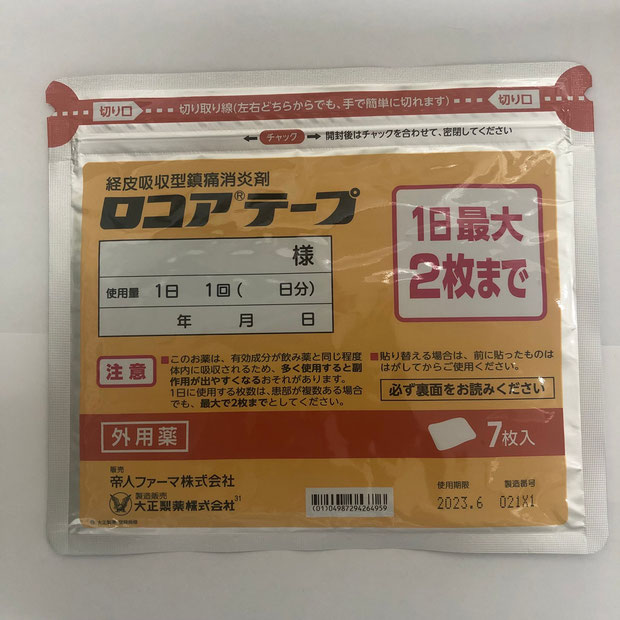 切り口 切り取り線(左右どちらからでも、手で簡単に切れます) 切り口
チャック 開封後はチャックを合わせて、密閉してください
経皮吸収型鎮痛消炎剤
ロコア®テープ
様
使用量 1日 1回( 日分)
年 月 日
1日最大
2枚まで
注意
■このお薬は、有効成分が飲み薬と同じ程度
体内に吸収されるため、多く使用すると副
作用が出やすくなるおそれがあります。
1日に使用する枚数は、患部が複数ある場合
でも、最大で2枚までとしてください。
■貼り替える場合は、前に貼ったものは
はがしてからご使用ください。
必ず裏面をお読みください
外用薬
7枚入
販売
帝人ファーマ株式会社
製造販売
大正製薬株式会社31
(01)04987294264959
使用期限 製造番号
2023.6 021X1